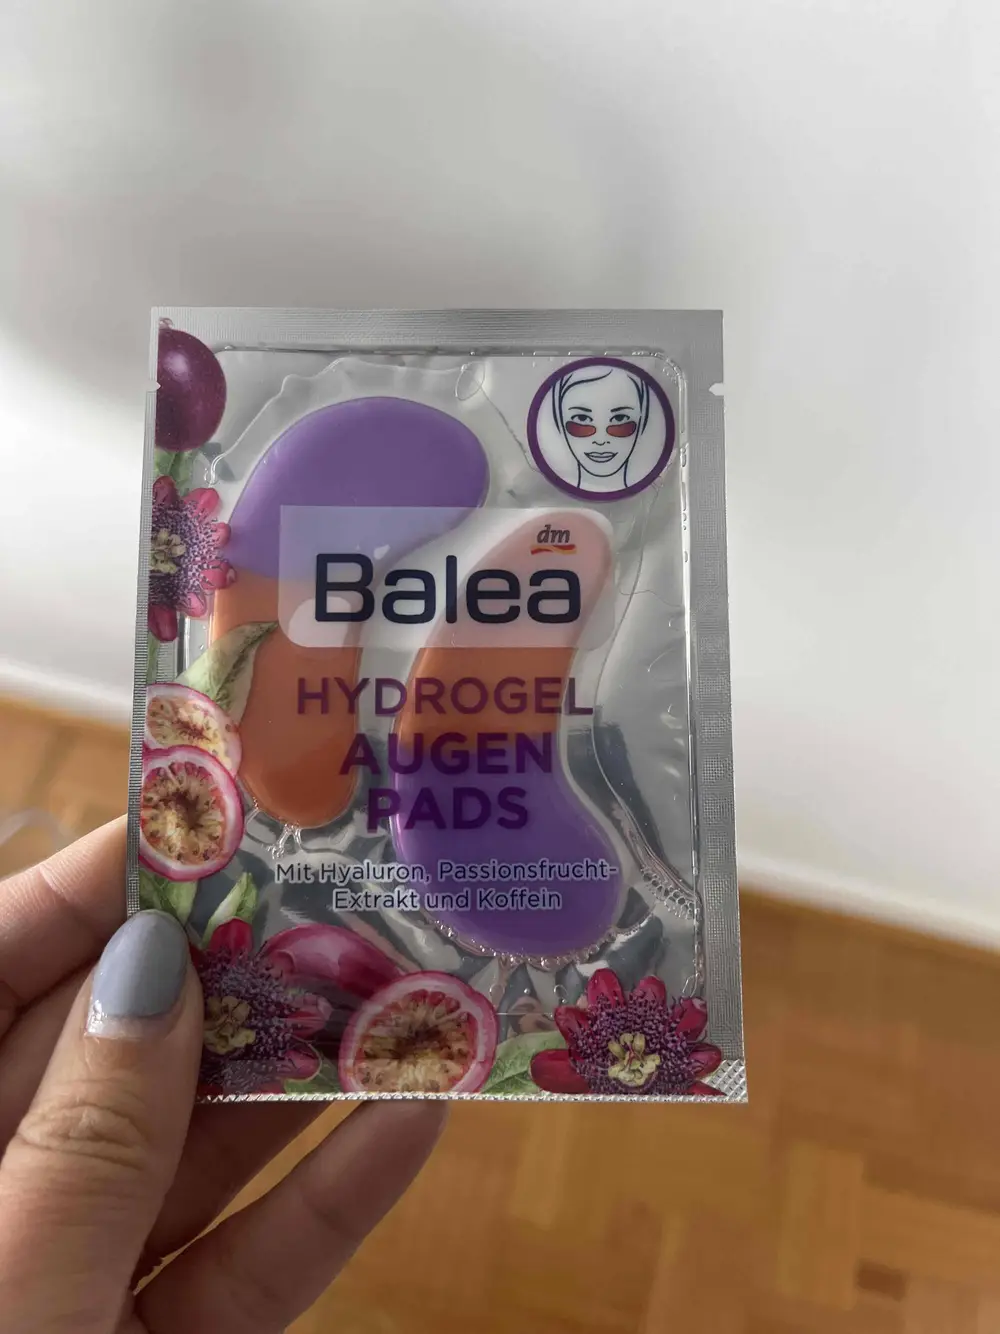 dm
Balea
HYDROGEL
AUGEN
PADS
Mit Hyaluron, Passionsfrucht-
Extrakt und Koffein